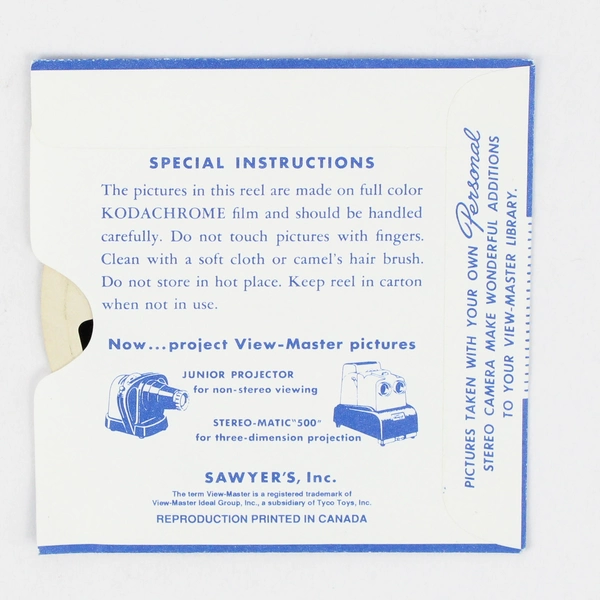 SPECIAL INSTRUCTIONS
The pictures in this reel are made on full color
KODACHROME film and should be handled
carefully. Do not touch pictures with fingers.
Clean with a soft cloth or camel's hair brush.
Do not store in hot place. Keep reel in carton
when not in use.
Now...project View-Master pictures
JUNIOR PROJECTOR
for non-stereo viewing
STEREO-MATIC "500"
for three-dimension projection
SAWYER'S, Inc.
The term View-Master is a registered trademark of
View-Master Ideal Group, Inc., a subsidiary of Tyco Toys, Inc.
REPRODUCTION PRINTED IN CANADA
PICTURES TAKEN WITH YOUR OWN Personal
STEREO CAMERA MAKE WONDERFUL ADDITIONS
TO YOUR VIEW-MASTER LIBRARY.